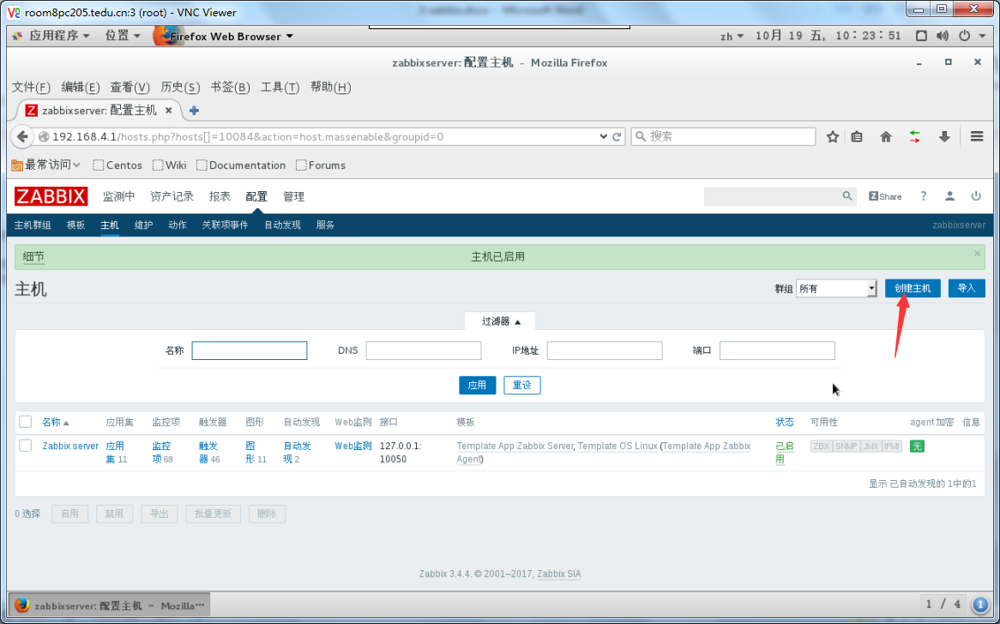 room8pc205.tedu.cn:3 (root) - VNC Viewer
应用程序 位置 Firefox Web Browser zh 10月 19 五, 10:23:51
zabbixserver: 配置主机 - Mozilla Firefox
文件(F) 编辑(E) 查看(V) 历史(S) 书签(B) 工具(T) 帮助(H)
Z zabbixserver: 配置主机
192.168.4.1/hosts.php?hosts[]=10084&action=host.massenable&groupid=0 搜索
最常访问 Centos Wiki Documentation Forums
ZABBIX 监测中 资产记录 报表 配置 管理 Z Share ?
主机群组 模板 主机 维护 动作 关联项事件 自动发现 服务 zabbixserver
细节 主机已启用
主机 群组 所有 创建主机 导入
过滤器
名称 DNS IP地址 端口
应用 重设
名称 应用集 监控项 触发器 图形 自动发现 Web监测 接口 模板 状态 可用性 agent 加密 信息
Zabbix server 应用 监控 触发 图 自动发 Web监测 127.0.0.1: Template App Zabbix Server, Template OS Linux (Template App Zabbix 已启 ZBX SNMP JMX IPMI 无
集 11 项 68 器 46 形 11 现 2 10050 Agent) 用
显示 已自动发现的 1中的1
0 选择 启用 禁用 导出 批量更新 删除
Zabbix 3.4.4. © 2001–2017, Zabbix SIA
zabbixserver: 配置主机 - Mozilla… 1 / 4 1